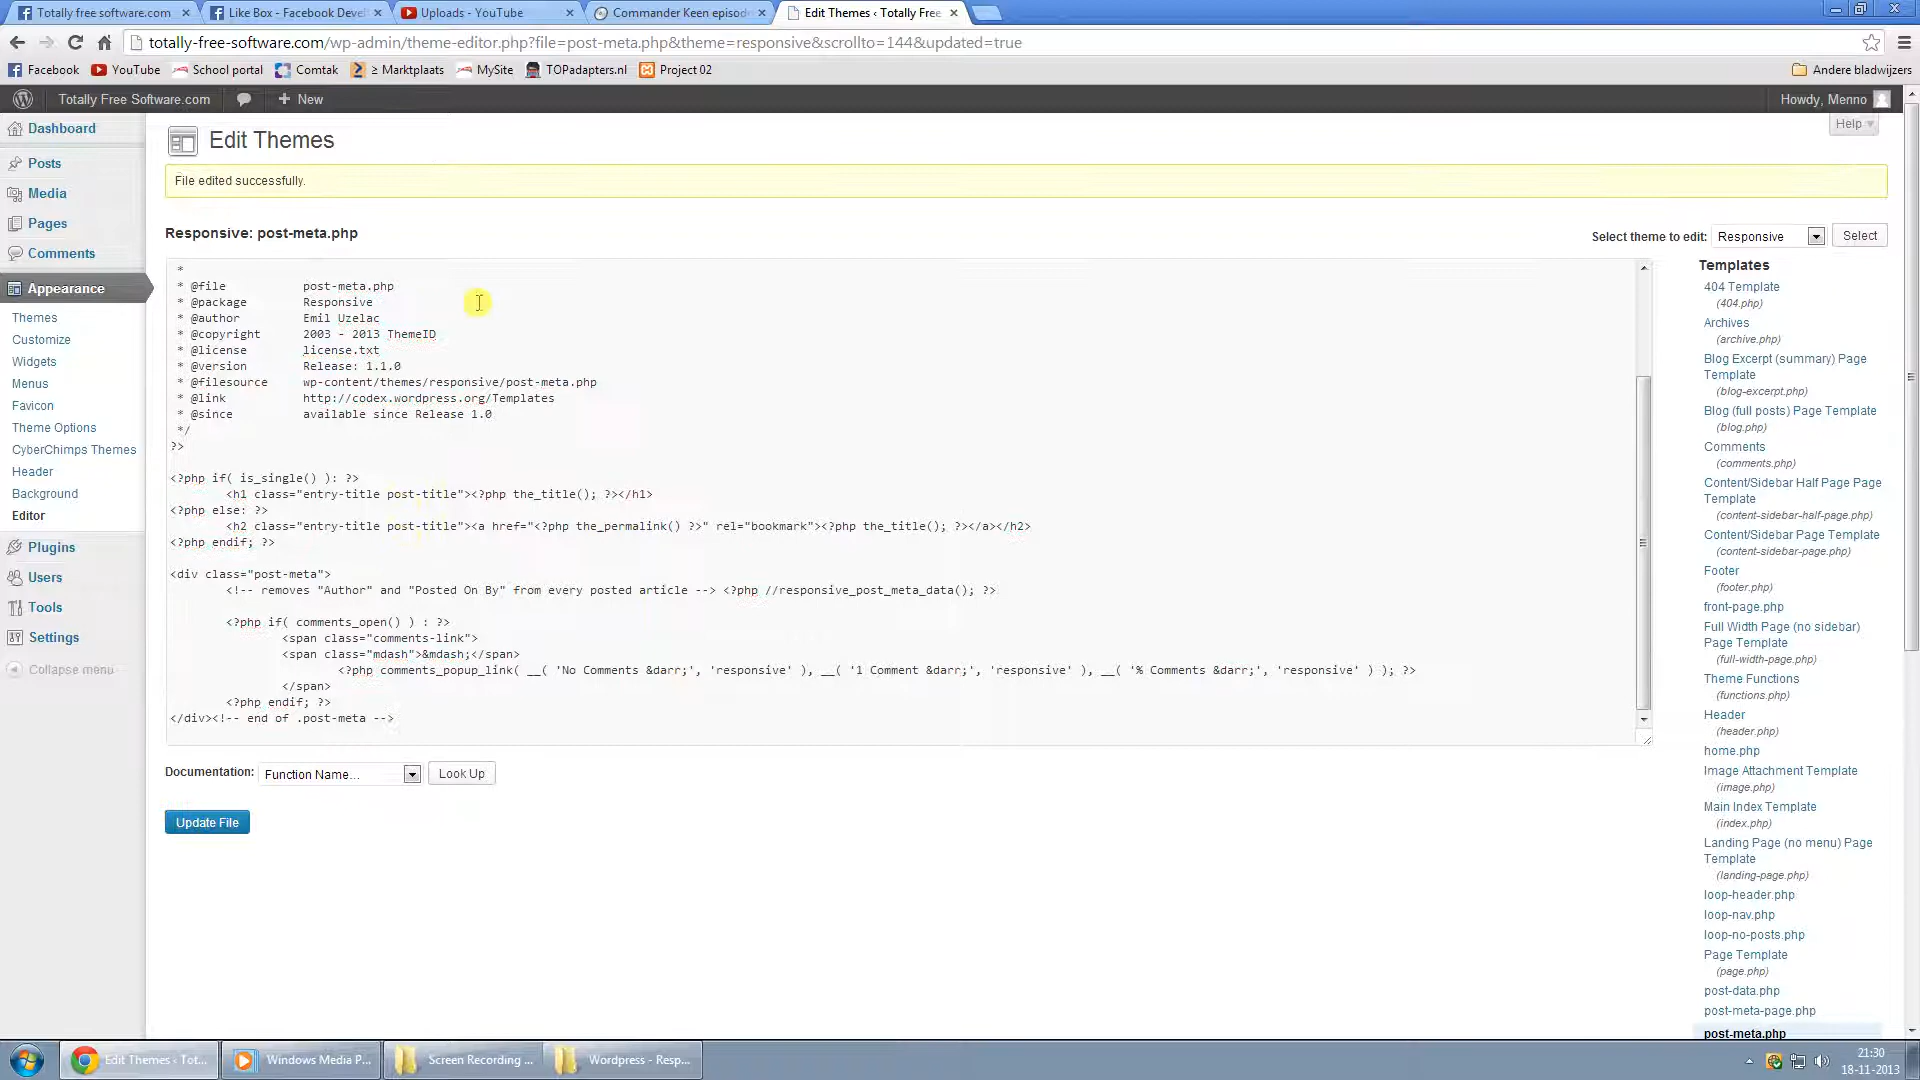 Totally free software.com
Like Box - Facebook Devel
Uploads - YouTube
Commander Keen episode
Edit Themes ‹ Totally Free
totally-free-software.com/wp-admin/theme-editor.php?file=post-meta.php&theme=responsive&scrollto=144&updated=true
Facebook
YouTube
School portal
Comtak
≥ Marktplaats
MySite
TOPadapters.nl
Project 02
Andere bladwijzers
Totally Free Software.com
+ New
Howdy, Menno
Dashboard
Posts
Media
Pages
Comments
Appearance
Themes
Customize
Widgets
Menus
Favicon
Theme Options
CyberChimps Themes
Header
Background
Editor
Plugins
Users
Tools
Settings
Collapse menu
Help
Edit Themes
File edited successfully.
Responsive: post-meta.php
Select theme to edit:
Responsive
Select
*
* @file post-meta.php
* @package Responsive
* @author Emil Uzelac
* @copyright 2003 - 2013 ThemeID
* @license license.txt
* @version Release: 1.1.0
* @filesource wp-content/themes/responsive/post-meta.php
* @link http://codex.wordpress.org/Templates
* @since available since Release 1.0
*/
?>
<?php if( is_single() ): ?>
<h1 class="entry-title post-title"><?php the_title(); ?></h1>
<?php else: ?>
<h2 class="entry-title post-title"><a href="<?php the_permalink() ?>" rel="bookmark"><?php the_title(); ?></a></h2>
<?php endif; ?>
<div class="post-meta">
<!-- removes "Author" and "Posted On By" from every posted article --> <?php //responsive_post_meta_data(); ?>
<?php if( comments_open() ) : ?>
<span class="comments-link">
<span class="mdash">&mdash;</span>
<?php comments_popup_link( __( 'No Comments &darr;', 'responsive' ), __( '1 Comment &darr;', 'responsive' ), __( '% Comments &darr;', 'responsive' ) ); ?>
</span>
<?php endif; ?>
</div><!-- end of .post-meta -->
Documentation:
Function Name...
Look Up
Update File
Templates
404 Template
(404.php)
Archives
(archive.php)
Blog Excerpt (summary) Page
Template
(blog-excerpt.php)
Blog (full posts) Page Template
(blog.php)
Comments
(comments.php)
Content/Sidebar Half Page Page
Template
(content-sidebar-half-page.php)
Content/Sidebar Page Template
(content-sidebar-page.php)
Footer
(footer.php)
front-page.php
Full Width Page (no sidebar)
Page Template
(full-width-page.php)
Theme Functions
(functions.php)
Header
(header.php)
home.php
Image Attachment Template
(image.php)
Main Index Template
(index.php)
Landing Page (no menu) Page
Template
(landing-page.php)
loop-header.php
loop-nav.php
loop-no-posts.php
Page Template
(page.php)
post-data.php
post-meta-page.php
post-meta.php
Edit Themes ‹ Tot...
Windows Media P...
Screen Recording ...
Wordpress - Resp...
21:30
18-11-2013